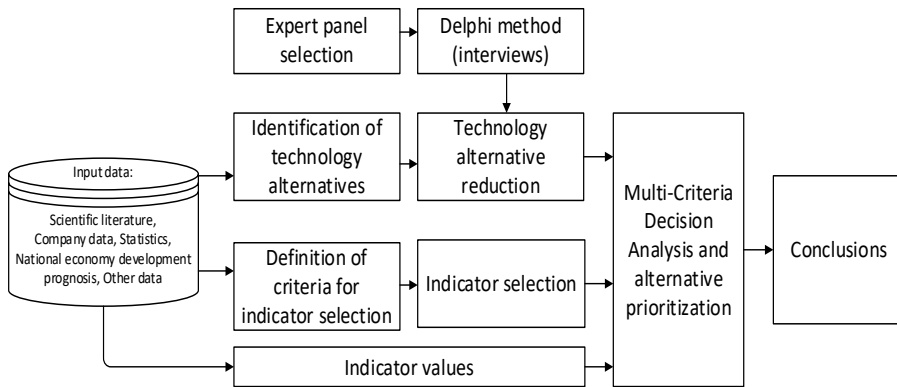 Expert panel
selection
Delphi method
(interviews)
Identification of
technology
alternatives
Technology
alternative
reduction
Input data:
Scientific literature,
Company data, Statistics,
National economy development
prognosis, Other data
Definition of
criteria for
indicator selection
Indicator selection
Indicator values
Multi-Criteria
Decision
Analysis and
alternative
prioritization
Conclusions